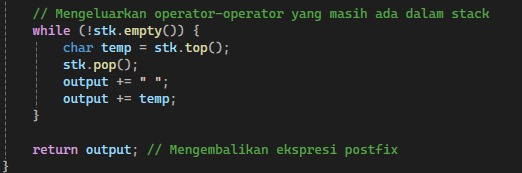 // Mengeluarkan operator-operator yang masih ada dalam stack
while (!stk.empty()) {
char temp = stk.top();
stk.pop();
output += " ";
output += temp;
}
return output; // Mengembalikan ekspresi postfix
}